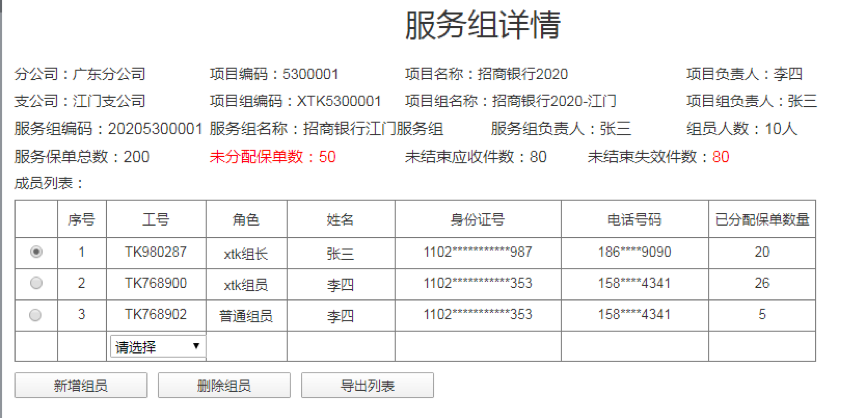 服务组详情
分公司：广东分公司 项目编码：5300001 项目名称：招商银行2020 项目负责人：李四
支公司：江门支公司 项目组编码：XTK5300001 项目组名称：招商银行2020-江门 项目组负责人：张三
服务组编码：20205300001 服务组名称：招商银行江门服务组 服务组负责人：张三 组员人数：10人
服务保单总数：200 未分配保单数：50 未结束应收件数：80 未结束失效件数：80
成员列表：
序号 工号 角色 姓名 身份证号 电话号码 已分配保单数量
1 TK980287 xtk组长 张三 1102***********987 186****9090 20
2 TK768900 xtk组员 李四 1102***********353 158****4341 26
3 TK768902 普通组员 李四 1102***********353 158****4341 5
请选择
新增组员 删除组员 导出列表